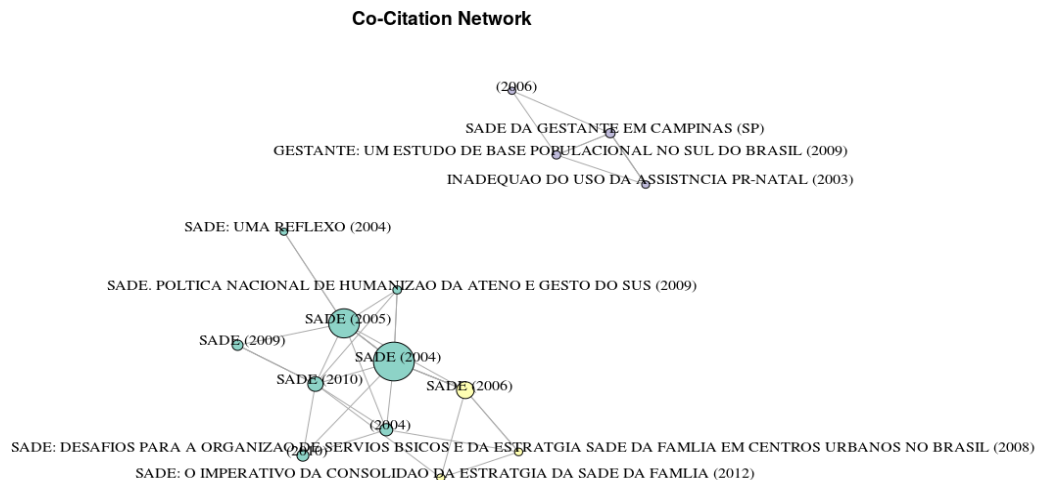 Co-Citation Network
(2006)
SADE DA GESTANTE EM CAMPINAS (SP)
GESTANTE: UM ESTUDO DE BASE POPULACIONAL NO SUL DO BRASIL (2009)
INADEQUAO DO USO DA ASSISTNCIA PR-NATAL (2003)
SADE: UMA REFLEXO (2004)
SADE. POLTICA NACIONAL DE HUMANIZAO DA ATENO E GESTO DO SUS (2009)
SADE (2005)
SADE (2009)
SADE (2004)
SADE (2010)
SADE (2006)
(2004)
SADE: DESAFIOS PARA A ORGANIZAO DE SERVIOS BSICOS E DA ESTRATGIA SADE DA FAMLIA EM CENTROS URBANOS NO BRASIL (2008)
(2010)
SADE: O IMPERATIVO DA CONSOLIDAO DA ESTRATGIA DA SADE DA FAMLIA (2012)